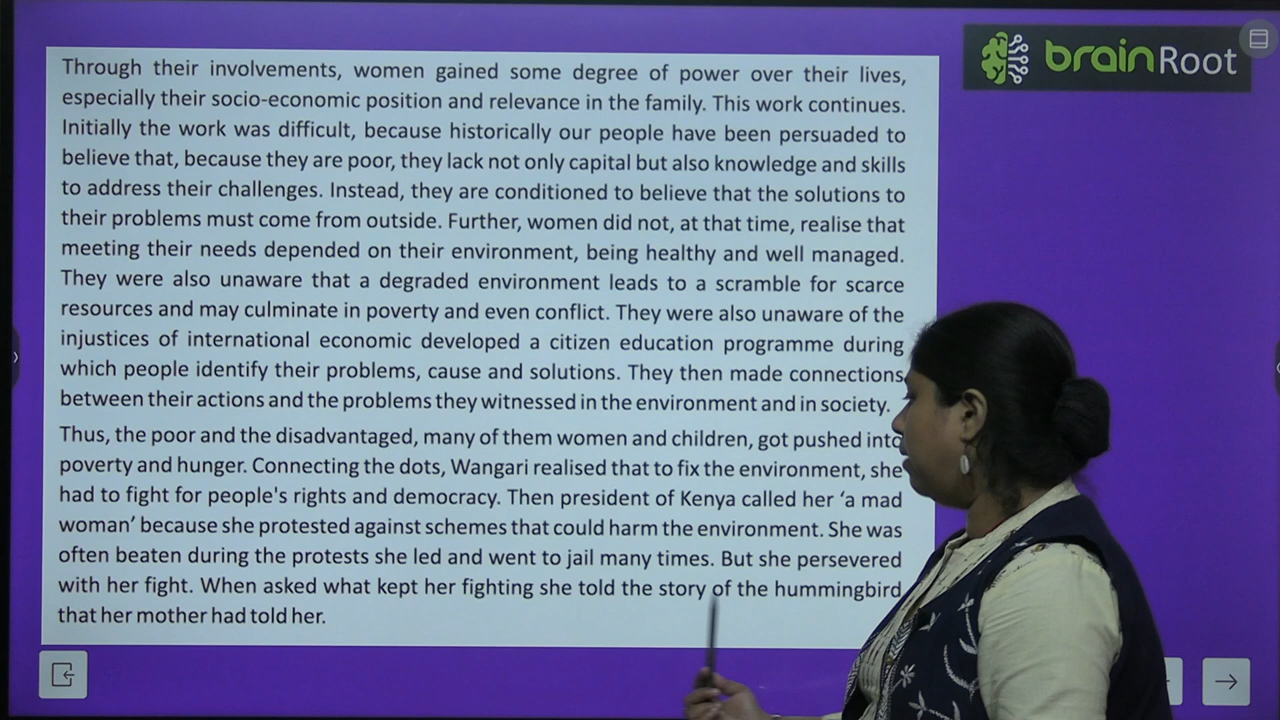 brainRoot
Through their involvements, women gained some degree of power over their lives,
especially their socio-economic position and relevance in the family. This work continues.
Initially the work was difficult, because historically our people have been persuaded to
believe that, because they are poor, they lack not only capital but also knowledge and skills
to address their challenges. Instead, they are conditioned to believe that the solutions to
their problems must come from outside. Further, women did not, at that time, realise that
meeting their needs depended on their environment, being healthy and well managed.
They were also unaware that a degraded environment leads to a scramble for scarce
resources and may culminate in poverty and even conflict. They were also unaware of the
injustices of international economic developed a citizen education programme during
which people identify their problems, cause and solutions. They then made connections
between their actions and the problems they witnessed in the environment and in society.
Thus, the poor and the disadvantaged, many of them women and children, got pushed into
poverty and hunger. Connecting the dots, Wangari realised that to fix the environment, she
had to fight for people's rights and democracy. Then president of Kenya called her ‘a mad
woman’ because she protested against schemes that could harm the environment. She was
often beaten during the protests she led and went to jail many times. But she persevered
with her fight. When asked what kept her fighting she told the story of the hummingbird
that her mother had told her.